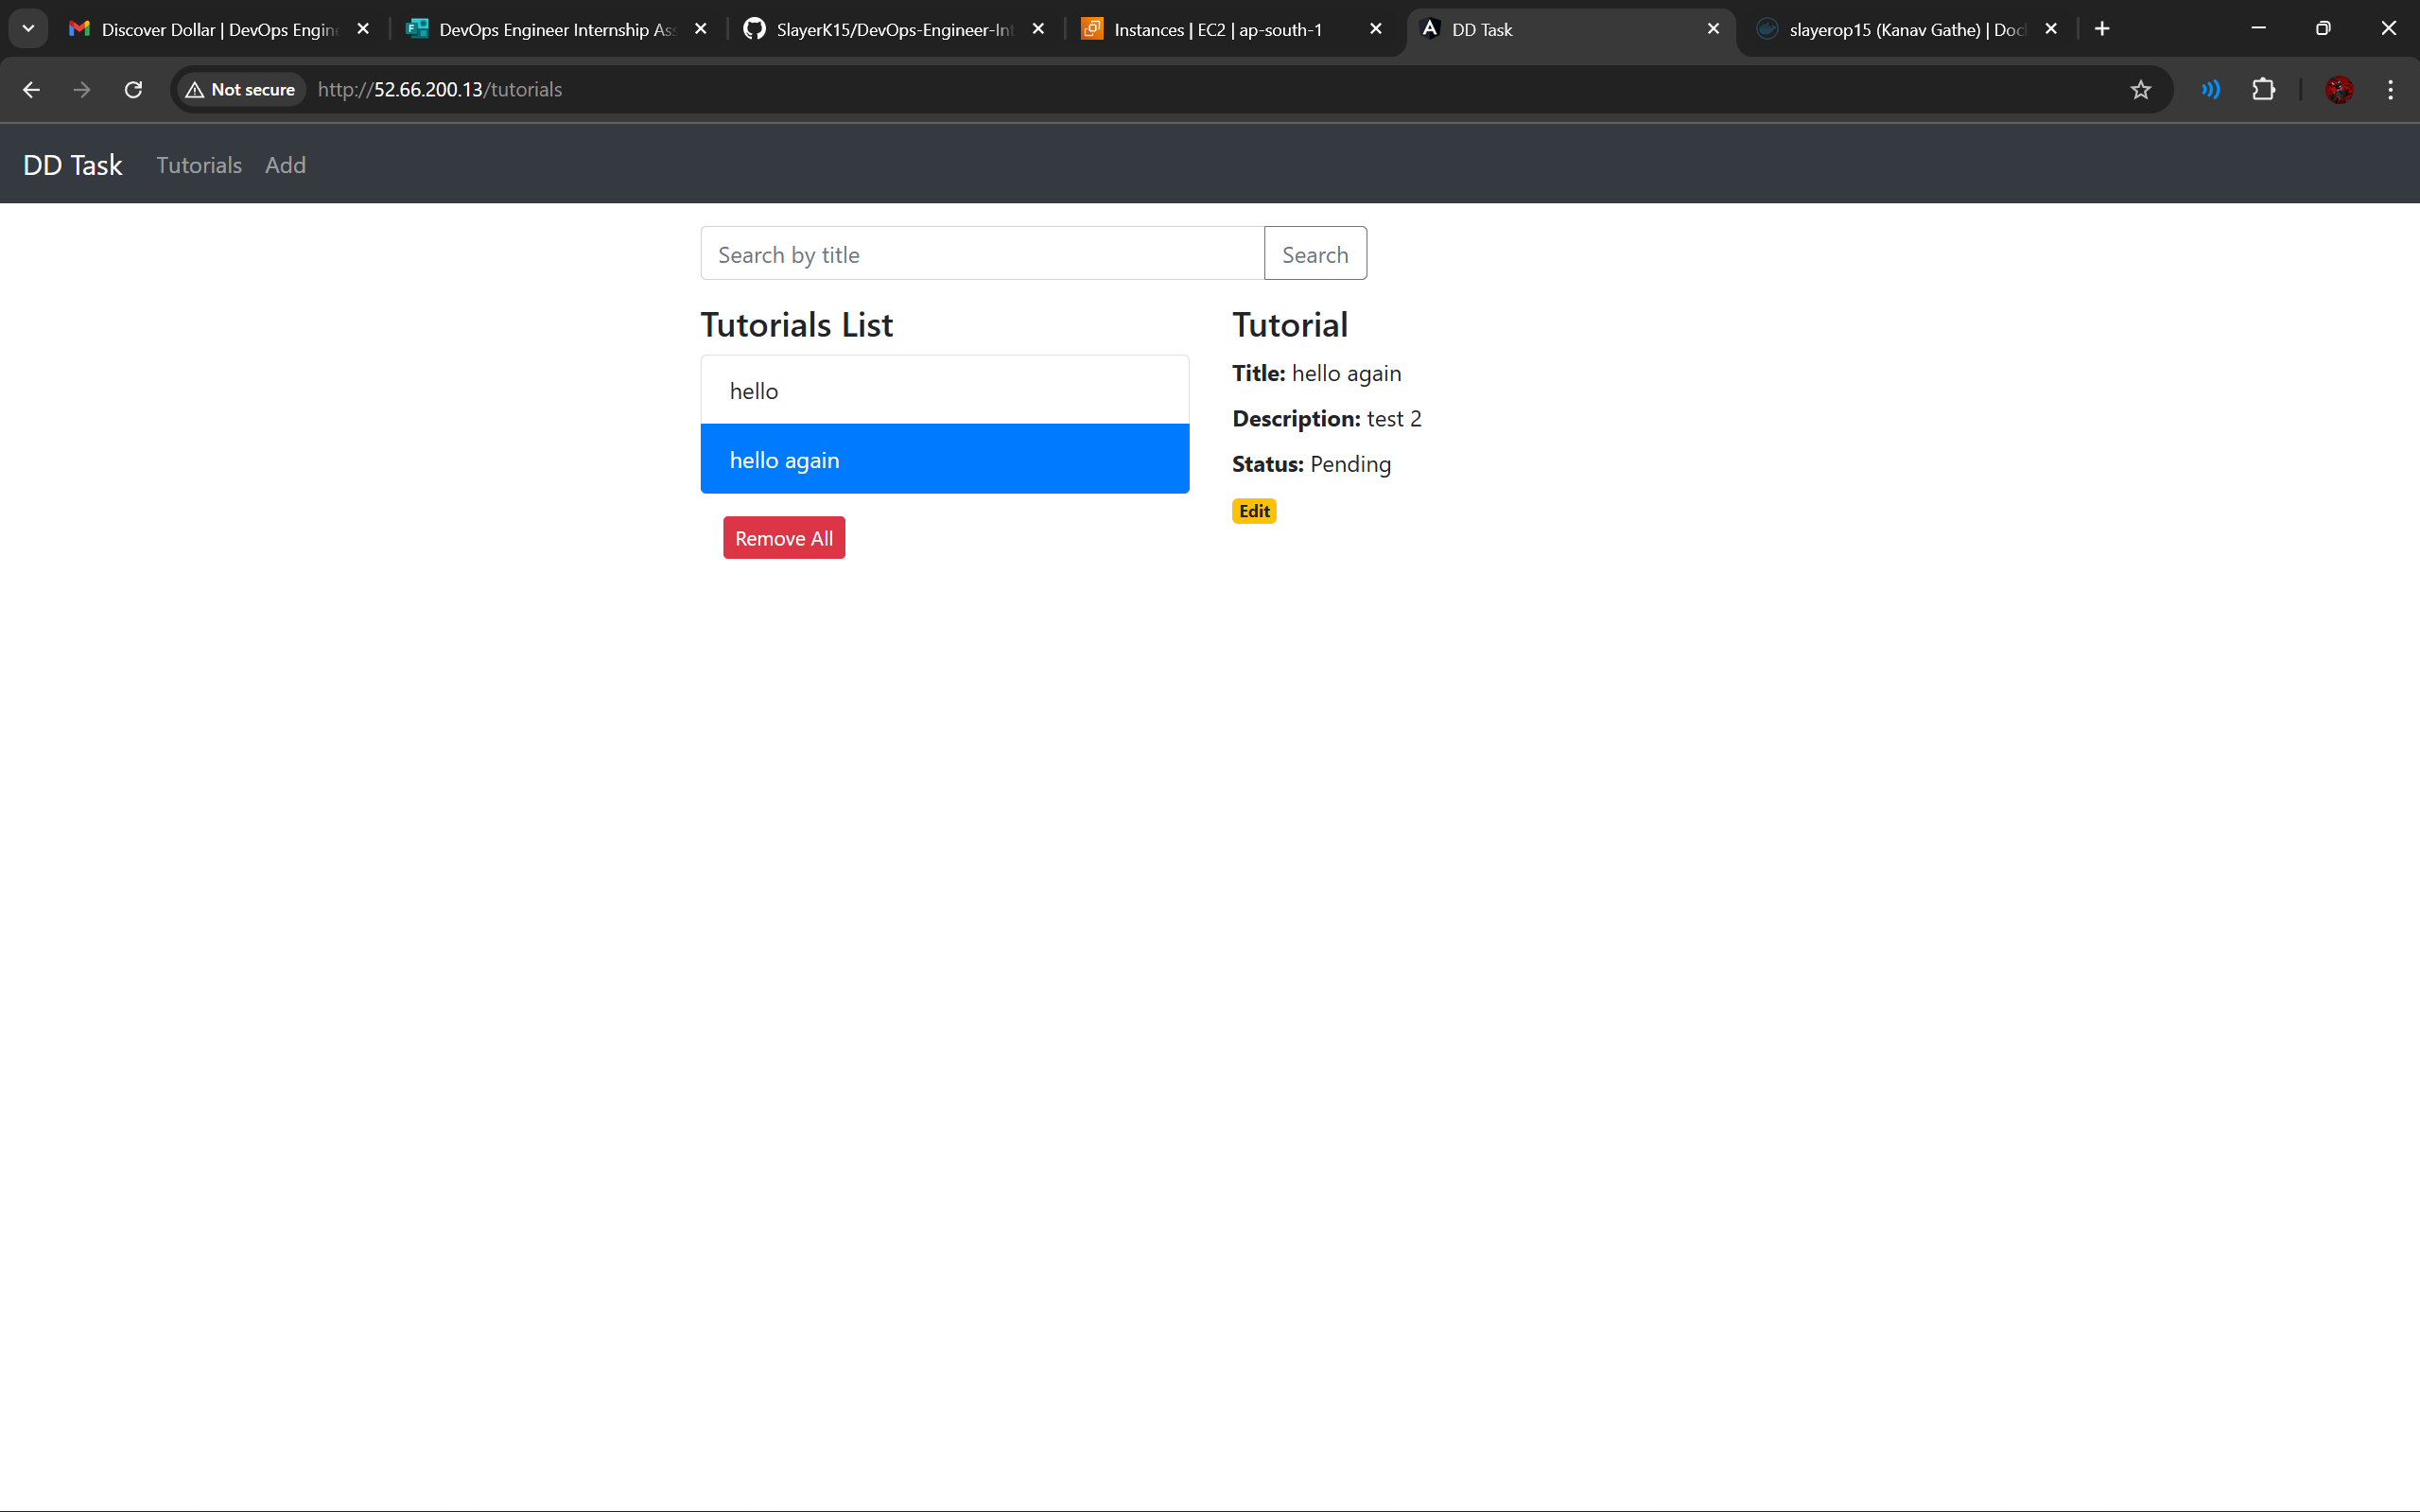 Discover Dollar | DevOps Engin
DevOps Engineer Internship Ass
SlayerK15/DevOps-Engineer-Int
Instances | EC2 | ap-south-1
DD Task
slayerop15 (Kanav Gathe) | Doc
Not secure
http://52.66.200.13/tutorials
DD Task
Tutorials
Add
Search by title
Search
Tutorials List
hello
hello again
Remove All
Tutorial
Title: hello again
Description: test 2
Status: Pending
Edit